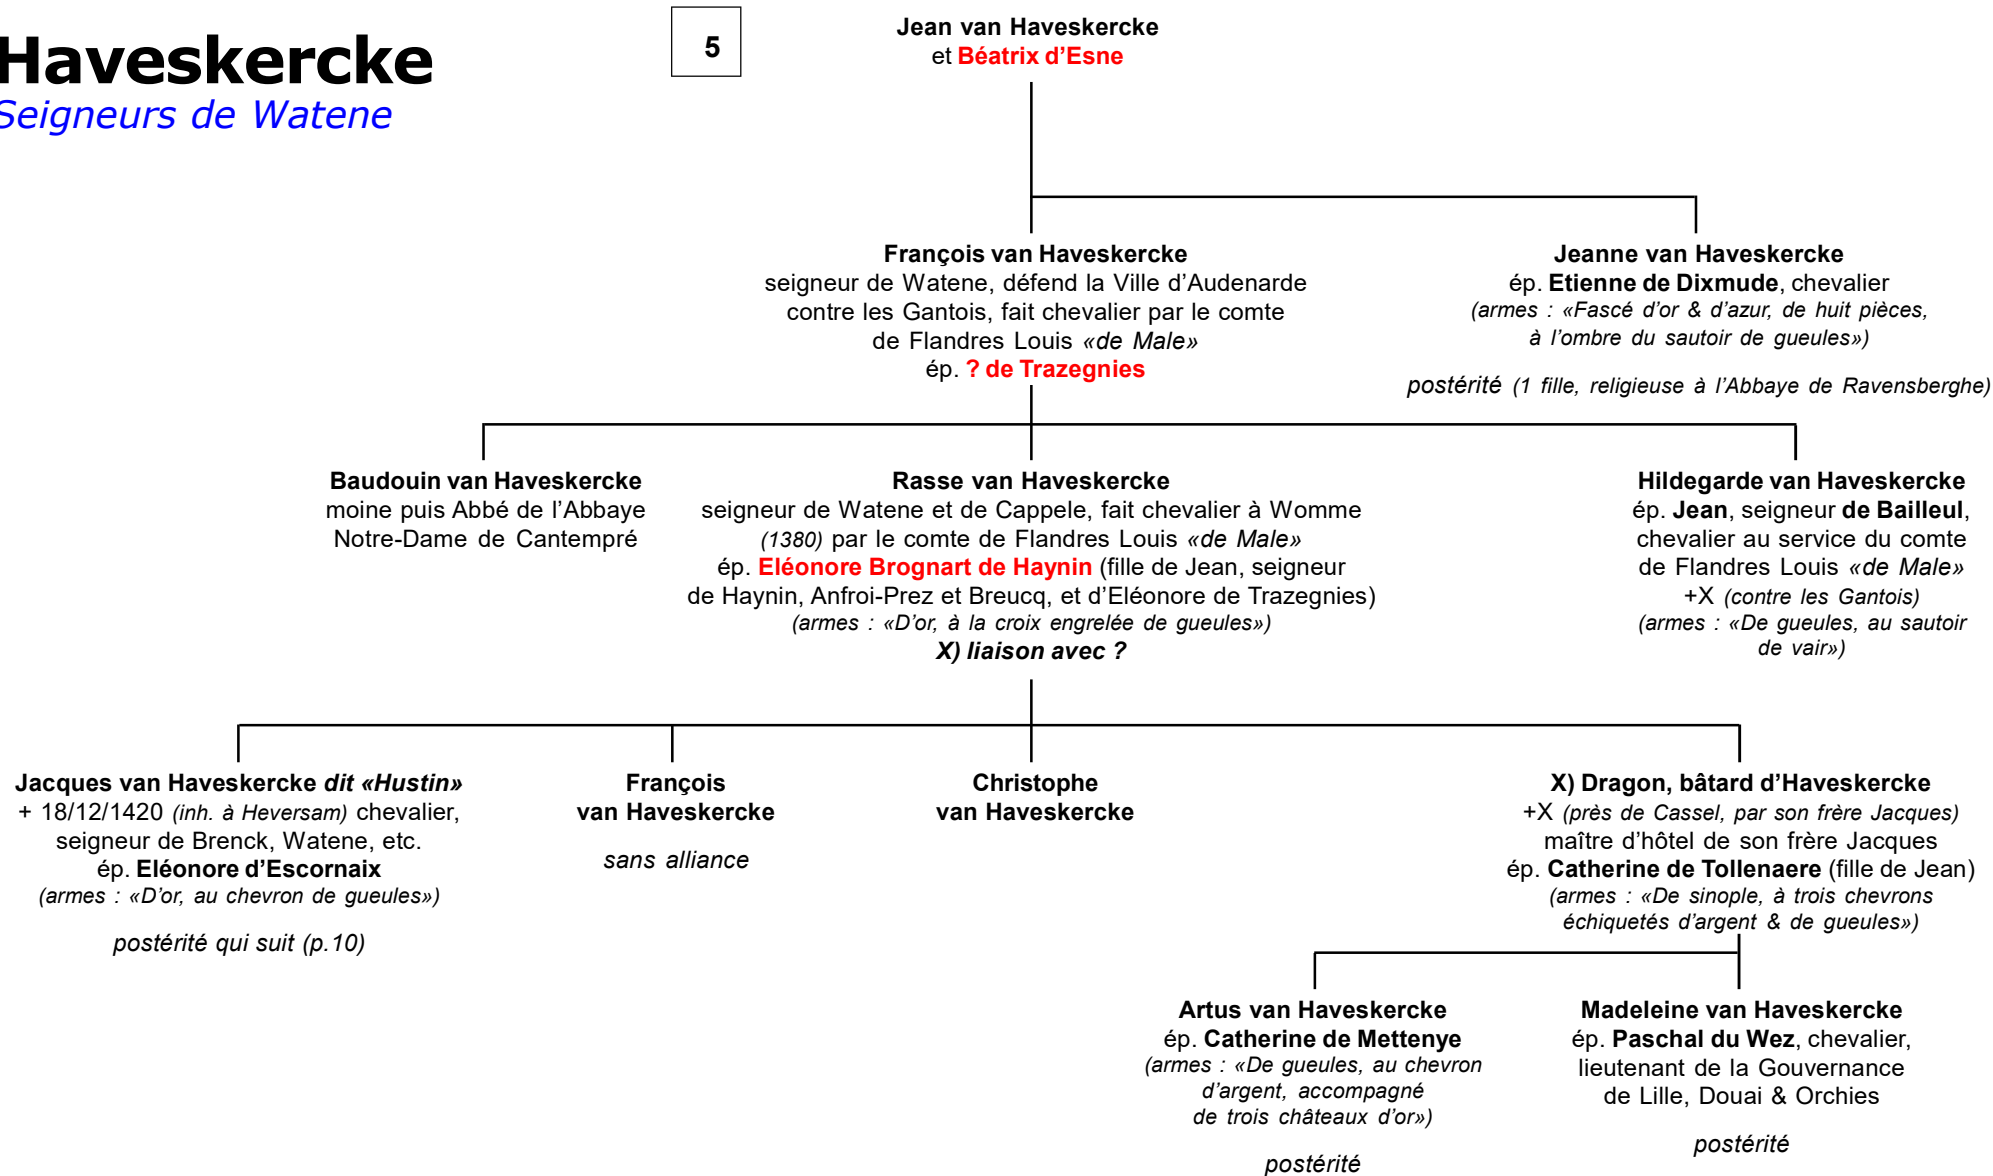 Haveskercke
Seigneurs de Watene
5
Jean van Haveskercke
et Béatrix d’Esne
François van Haveskercke
seigneur de Watene, défend la Ville d’Audenarde
contre les Gantois, fait chevalier par le comte
de Flandres Louis «de Male»
ép. ? de Trazegnies
Jeanne van Haveskercke
ép. Etienne de Dixmude, chevalier
(armes : «Fascé d’or & d’azur, de huit pièces,
à l’ombre du sautoir de gueules»)
postérité (1 fille, religieuse à l’Abbaye de Ravensberghe)
Baudouin van Haveskercke
moine puis Abbé de l’Abbaye
Notre-Dame de Cantempré
Rasse van Haveskercke
seigneur de Watene et de Cappele, fait chevalier à Womme
(1380) par le comte de Flandres Louis «de Male»
ép. Eléonore Brognart de Haynin (fille de Jean, seigneur
de Haynin, Anfroi-Prez et Breucq, et d’Eléonore de Trazegnies)
(armes : «D’or, à la croix engrelée de gueules»)
X) liaison avec ?
Hildegarde van Haveskercke
ép. Jean, seigneur de Bailleul,
chevalier au service du comte
de Flandres Louis «de Male»
+X (contre les Gantois)
(armes : «De gueules, au sautoir
de vair»)
Jacques van Haveskercke dit «Hustin»
+ 18/12/1420 (inh. à Heversam) chevalier,
seigneur de Brenck, Watene, etc.
ép. Eléonore d’Escornaix
(armes : «D’or, au chevron de gueules»)
postérité qui suit (p.10)
François
van Haveskercke
sans alliance
Christophe
van Haveskercke
X) Dragon, bâtard d’Haveskercke
+X (près de Cassel, par son frère Jacques)
maître d’hôtel de son frère Jacques
ép. Catherine de Tollenaere (fille de Jean)
(armes : «De sinople, à trois chevrons
échiquetés d’argent & de gueules»)
Artus van Haveskercke
ép. Catherine de Mettenye
(armes : «De gueules, au chevron
d’argent, accompagné
de trois châteaux d’or»)
postérité
Madeleine van Haveskercke
ép. Paschal du Wez, chevalier,
lieutenant de la Gouvernance
de Lille, Douai & Orchies
postérité